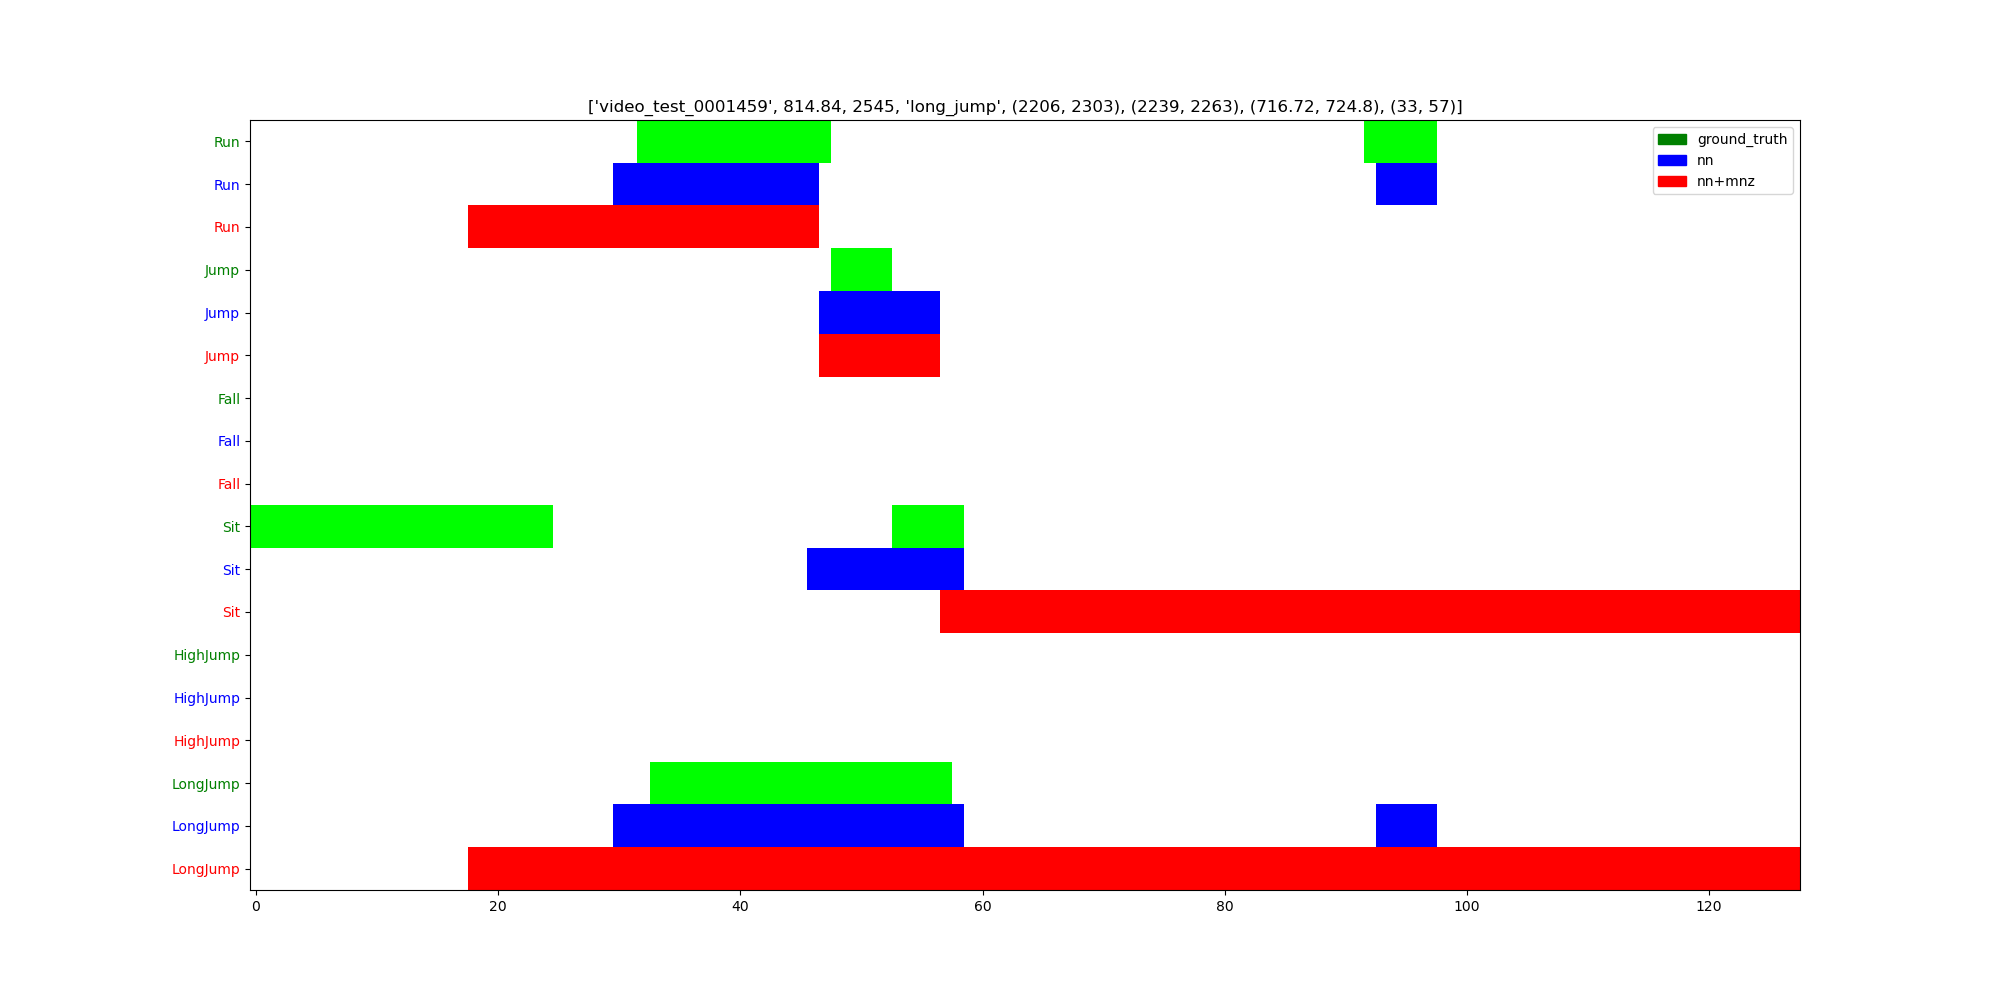 ['video_test_0001459', 814.84, 2545, 'long_jump', (2206, 2303), (2239, 2263), (716.72, 724.8), (33, 57)]
ground_truth
nn
nn+mnz
Run
Run
Run
Jump
Jump
Jump
Fall
Fall
Fall
Sit
Sit
Sit
HighJump
HighJump
HighJump
LongJump
LongJump
LongJump
0 20 40 60 80 100 120